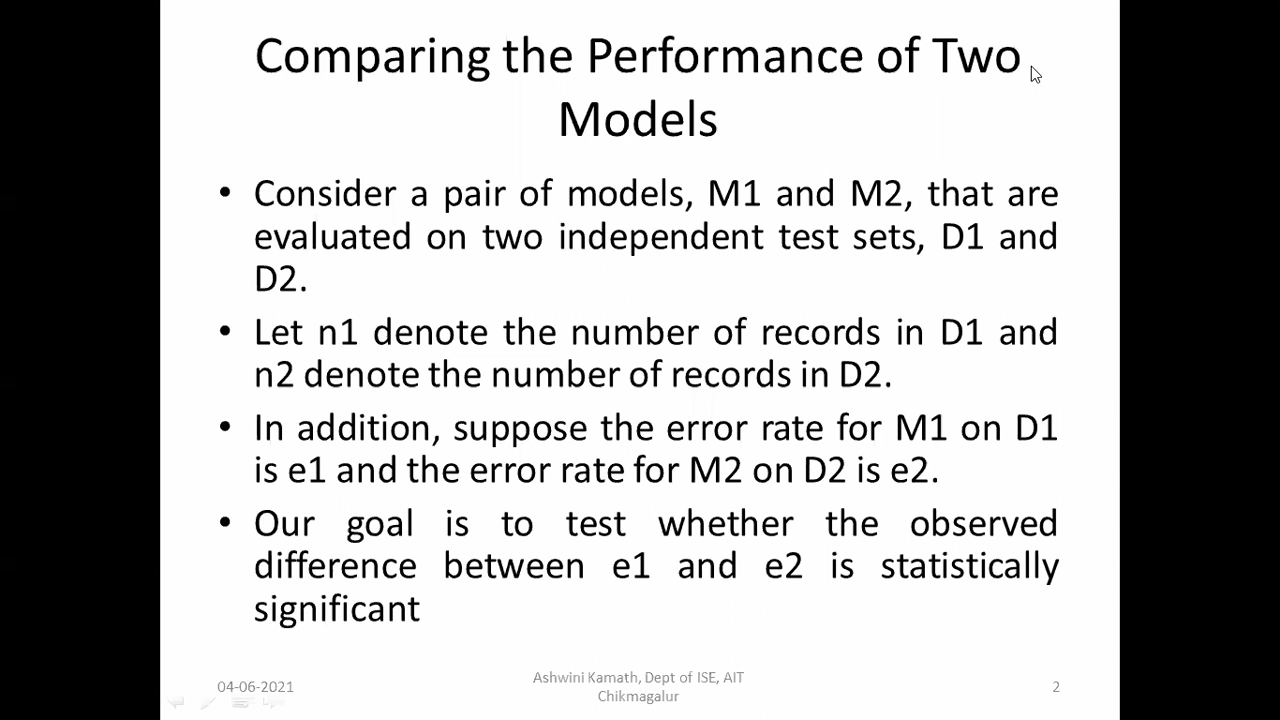 Comparing the Performance of Two
Models
• Consider a pair of models, M1 and M2, that are
evaluated on two independent test sets, D1 and
D2.
• Let n1 denote the number of records in D1 and
n2 denote the number of records in D2.
• In addition, suppose the error rate for M1 on D1
is e1 and the error rate for M2 on D2 is e2.
• Our goal is to test whether the observed
difference between e1 and e2 is statistically
significant
04-06-2021
Ashwini Kamath, Dept of ISE, AIT
Chikmagalur
2